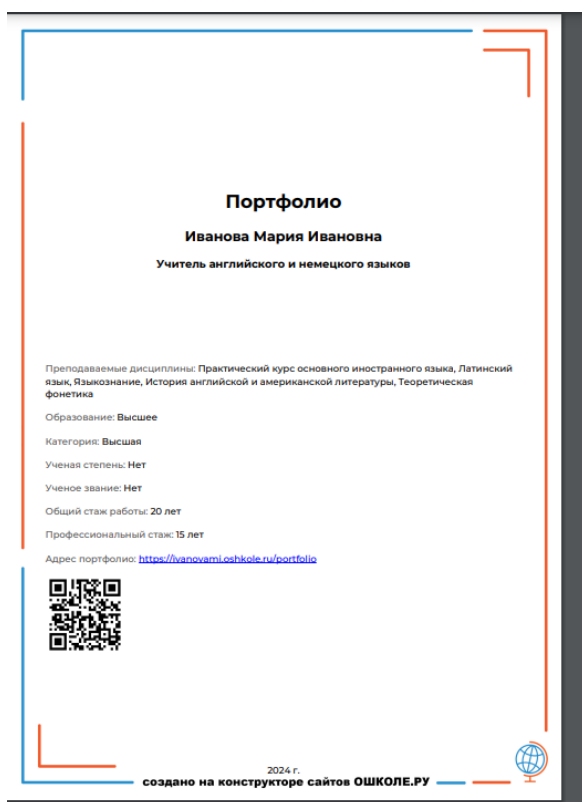 Портфолио
Иванова Мария Ивановна
Учитель английского и немецкого языков
Преподаваемые дисциплины: Практический курс основного иностранного языка, Латинский
язык, Языкознание, История английской и американской литературы, Теоретическая
фонетика
Образование: Высшее
Категория: Высшая
Ученая степень: Нет
Ученое звание: Нет
Общий стаж работы: 20 лет
Профессиональный стаж: 15 лет
Адрес портфолио: https://ivanovami.oshkole.ru/portfolio
2024 г.
создано на конструкторе сайтов ОШКОЛЕ.РУ